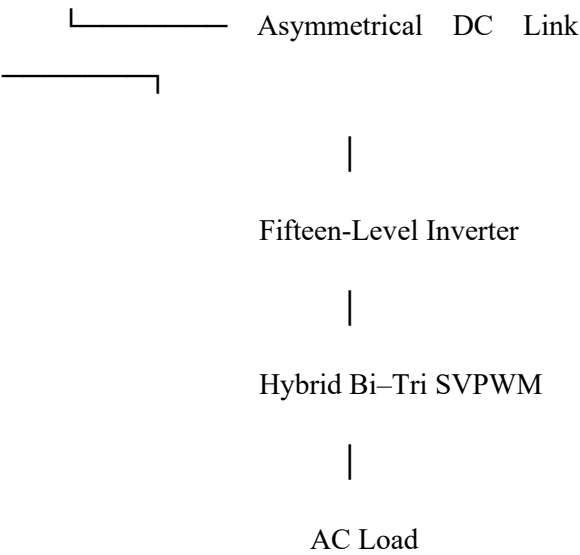 Asymmetrical DC Link
Fifteen-Level Inverter
Hybrid Bi–Tri SVPWM
AC Load